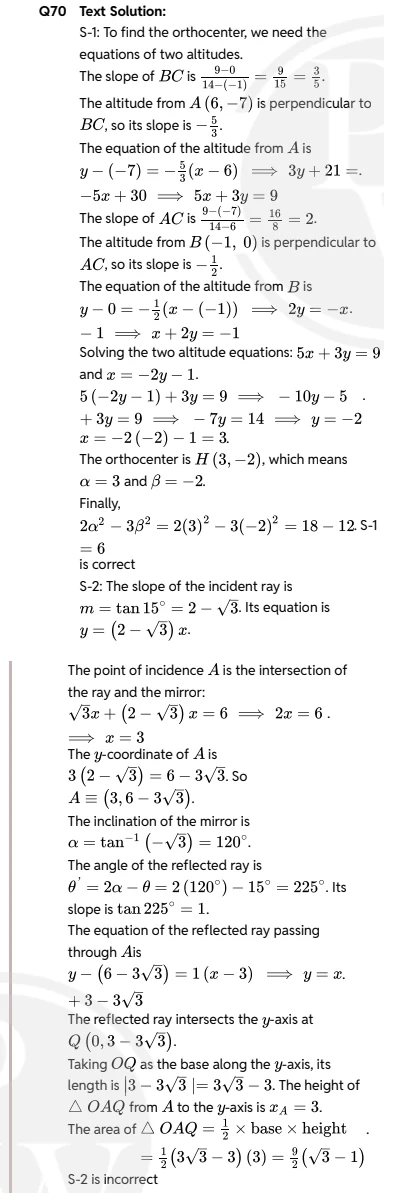 Q70 Text Solution:
S-1: To find the orthocenter, we need the
equations of two altitudes.
The slope of BC is \frac{9-0}{14-(-1)} = \frac{9}{15} = \frac{3}{5}.
The altitude from A (6, −7) is perpendicular to
BC, so its slope is −\frac{5}{3}.
The equation of the altitude from A is
y − (−7) = −\frac{5}{3}(x − 6) ⟹ 3y + 21 =.
−5x + 30 ⟹ 5x + 3y = 9
The slope of AC is \frac{9-(-7)}{14-6} = \frac{16}{8} = 2.
The altitude from B (−1, 0) is perpendicular to
AC, so its slope is −\frac{1}{2}.
The equation of the altitude from B is
y − 0 = −\frac{1}{2}(x − (−1)) ⟹ 2y = −x.
− 1 ⟹ x + 2y = −1
Solving the two altitude equations: 5x + 3y = 9
and x = −2y − 1.
5 (−2y − 1) + 3y = 9 ⟹ − 10y − 5 .
+ 3y = 9 ⟹ − 7y = 14 ⟹ y = −2
x = −2 (−2) − 1 = 3.
The orthocenter is H (3, −2), which means
α = 3 and β = −2.
Finally,
2α² − 3β² = 2(3)² − 3(−2)² = 18 − 12. S-1
= 6
is correct
S-2: The slope of the incident ray is
m = tan 15° = 2 − √3. Its equation is
y = (2 − √3) x.
The point of incidence A is the intersection of
the ray and the mirror:
√3x + (2 − √3) x = 6 ⟹ 2x = 6 .
⟹ x = 3
The y-coordinate of A is
3 (2 − √3) = 6 − 3√3. So
A ≡ (3, 6 − 3√3).
The inclination of the mirror is
α = tan⁻¹ (−√3) = 120°.
The angle of the reflected ray is
θ' = 2α − θ = 2 (120°) − 15° = 225°. Its
slope is tan 225° = 1.
The equation of the reflected ray passing
through Ais
y − (6 − 3√3) = 1 (x − 3) ⟹ y = x.
+ 3 − 3√3
The reflected ray intersects the y-axis at
Q (0, 3 − 3√3).
Taking OQ as the base along the y-axis, its
length is |3 − 3√3 |= 3√3 − 3. The height of
△ OAQ from A to the y-axis is x_A = 3.
The area of △ OAQ = \frac{1}{2} × base × height .
= \frac{1}{2} (3√3 − 3) (3) = \frac{9}{2} (√3 − 1)
S-2 is incorrect